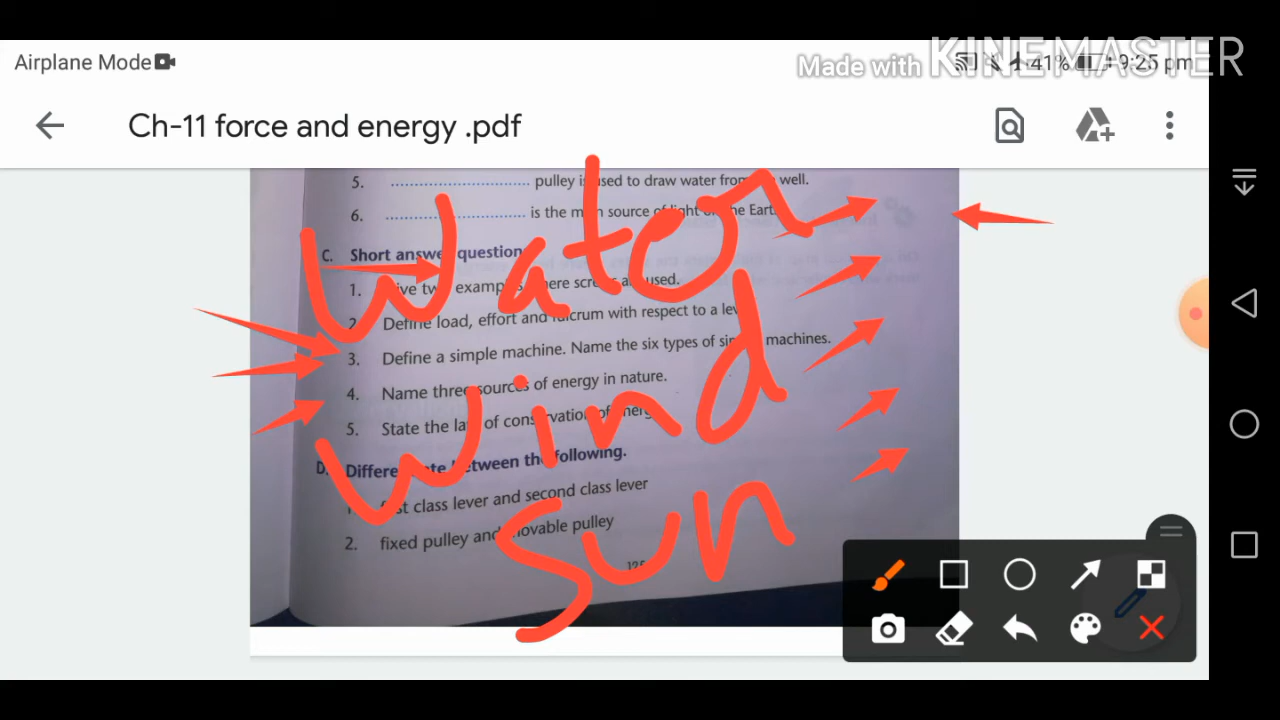 Airplane Mode 41% 9:25 pm
Made with KINEMASTER
Ch-11 force and energy .pdf
5. .............................. pulley is used to draw water from well.
6. .............................. is the main source of light on the Earth
C. Short answer questions
1. Give two examples where screws are used.
2. Define load, effort and fulcrum with respect to a lever
3. Define a simple machine. Name the six types of simple machines.
4. Name three sources of energy in nature.
5. State the law of conservation of energy
D. Differentiate between the following.
1. first class lever and second class lever
2. fixed pulley and movable pulley
125
Water
Wind
Sun